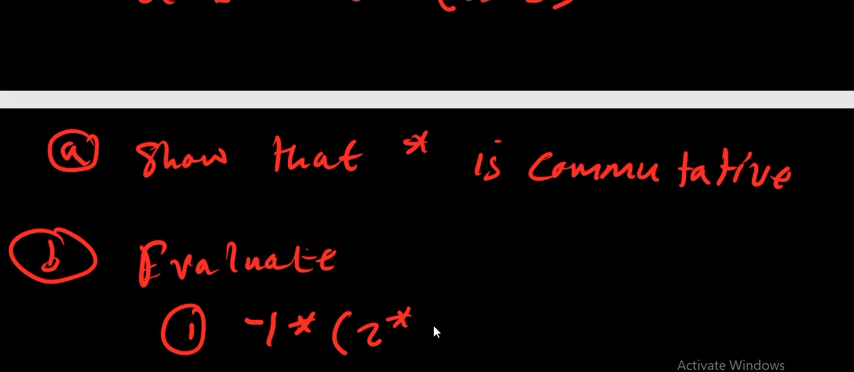 (a) Show that * is commutative
(b) Evaluate
(1) -1 * (2 *
Activate Windows